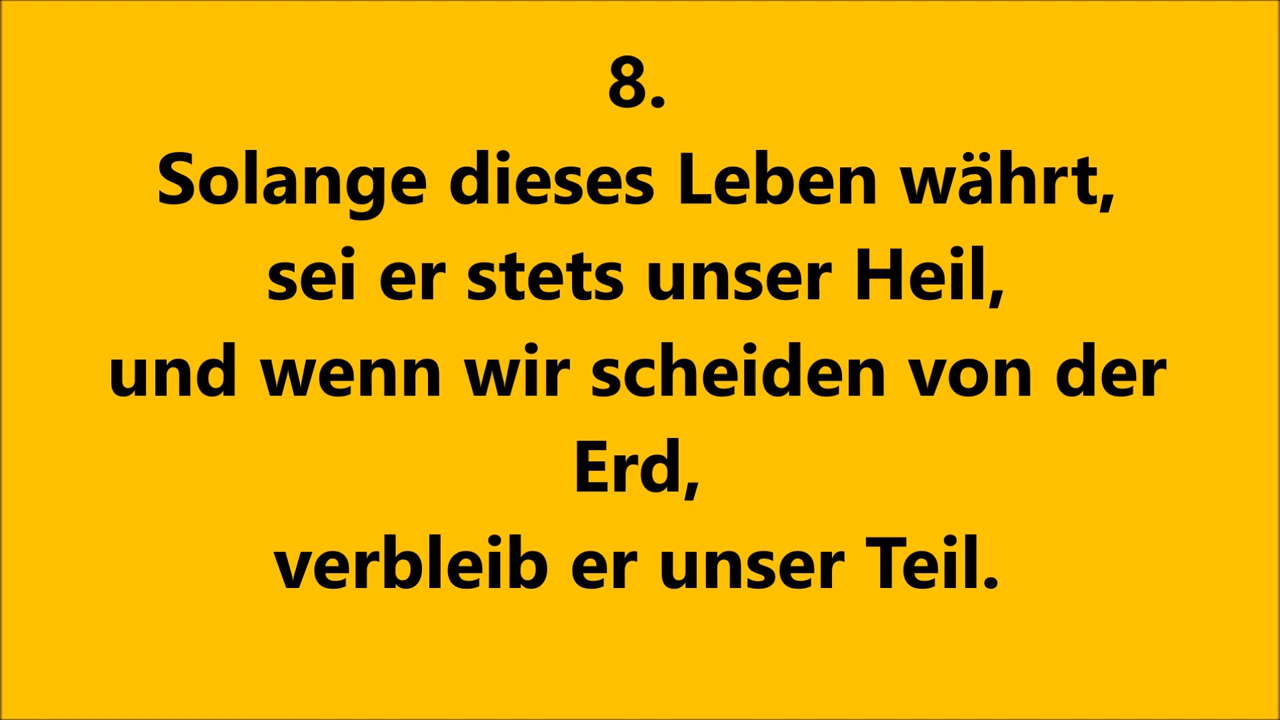 8.
Solange dieses Leben währt,
sei er stets unser Heil,
und wenn wir scheiden von der
Erd,
verbleib er unser Teil.